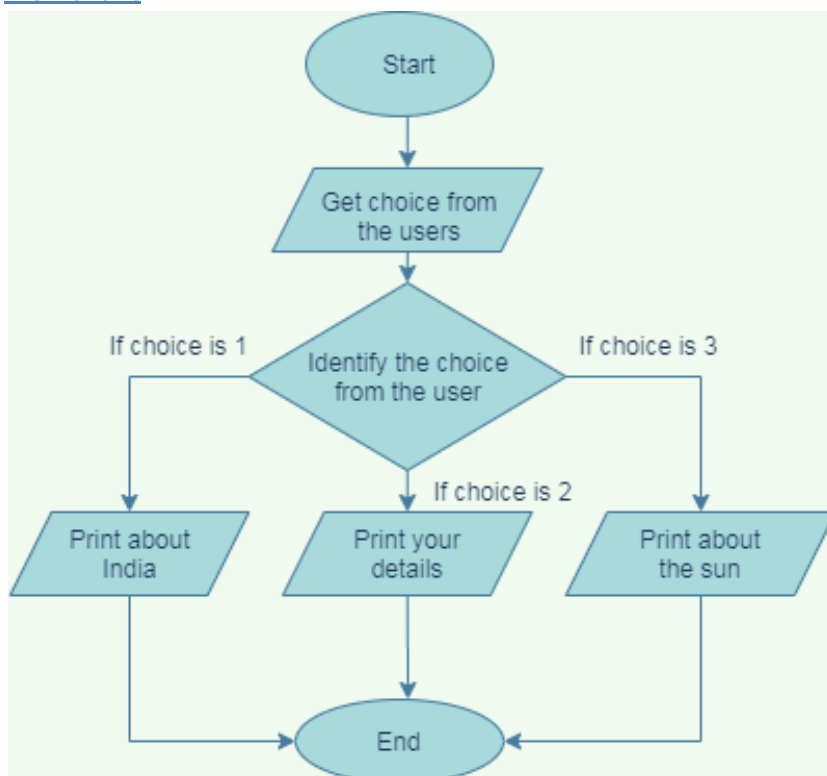 Start
Get choice from
the users
If choice is 1
Identify the choice
from the user
If choice is 3
If choice is 2
Print about
India
Print your
details
Print about
the sun
End